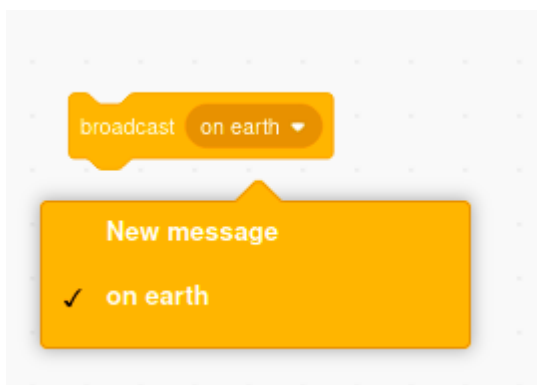 broadcast on earth
New message
✓ on earth